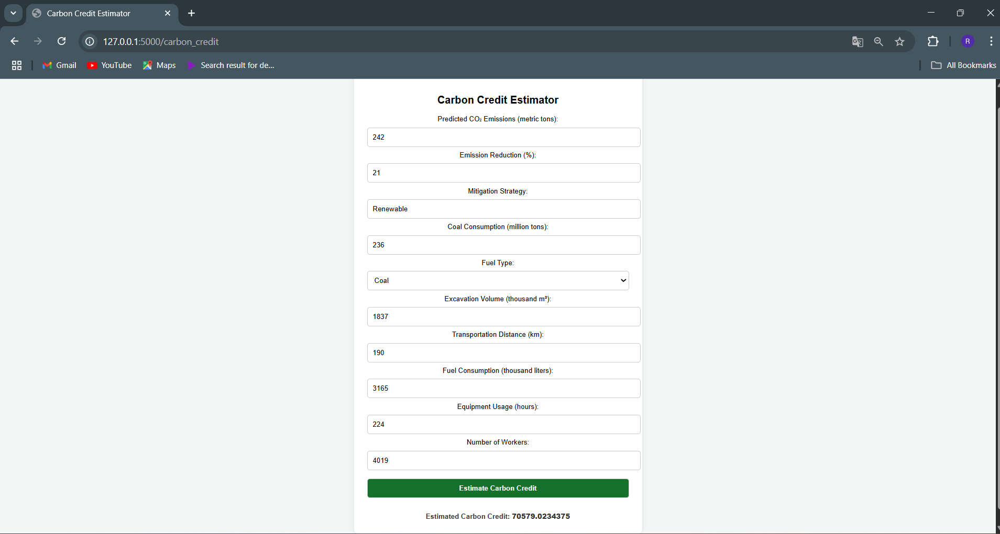 Carbon Credit Estimator
127.0.0.1:5000/carbon_credit
R
Gmail YouTube Maps Search result for de... All Bookmarks
Carbon Credit Estimator
Predicted CO₂ Emissions (metric tons):
242
Emission Reduction (%):
21
Mitigation Strategy:
Renewable
Coal Consumption (million tons):
236
Fuel Type:
Coal
Excavation Volume (thousand m³):
1837
Transportation Distance (km):
190
Fuel Consumption (thousand liters):
3165
Equipment Usage (hours):
224
Number of Workers:
4019
Estimate Carbon Credit
Estimated Carbon Credit: 70579.0234375